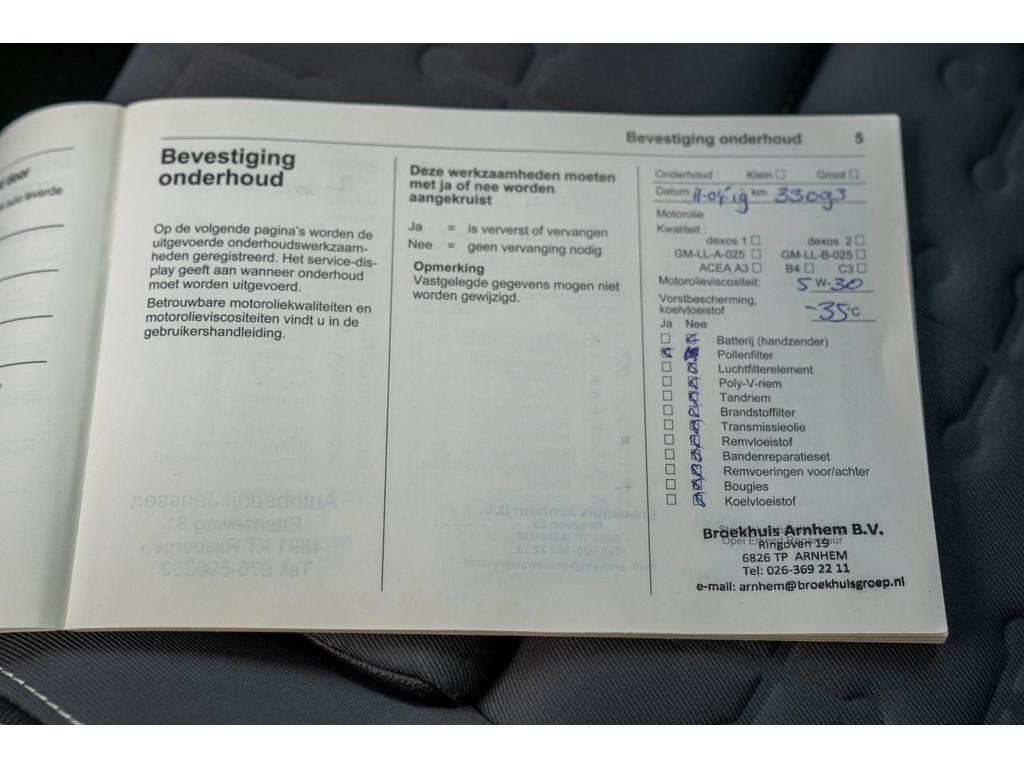 Bevestiging onderhoud 5
Bevestiging
onderhoud
Op de volgende pagina's worden de
uitgevoerde onderhoudswerkzaam-
heden geregistreerd. Het service-dis-
play geeft aan wanneer onderhoud
moet worden uitgevoerd.
Betrouwbare motoroliekwaliteiten en
motorolieviscositeiten vindt u in de
gebruikershandleiding.
Deze werkzaamheden moeten
met ja of nee worden
aangekruist
Ja = is ververst of vervangen
Nee = geen vervanging nodig
Opmerking
Vastgelegde gegevens mogen niet
worden gewijzigd.
Onderhoud: Klein ☐ Groot ☐
Datum 11-04-19 km 33093
Motorolie
Kwaliteit:
dexos 1 ☐ dexos 2 ☐
GM-LL-A-025 ☐ GM-LL-B-025 ☐
ACEA A3 ☐ B4 ☐ C3 ☐
Motorolieviscositeit: 5 W-30
Vorstbescherming,
koelvloeistof -35°C
Ja Nee
☐ ☒ Batterij (handzender)
☒ ☒ Pollenfilter
☐ ☒ Luchtfilterelement
☐ ☒ Poly-V-riem
☐ ☒ Tandriem
☐ ☒ Brandstoffilter
☐ ☒ Transmissieolie
☐ ☒ Remvloeistof
☐ ☒ Bandenreparatieset
☐ ☒ Remvoeringen voor/achter
☐ ☒ Bougies
☐ ☒ Koelvloeistof
Broekhuis Arnhem B.V.
Ringoven 19
6826 TP ARNHEM
Tel: 026-369 22 11
e-mail: arnhem@broekhuisgroep.nl